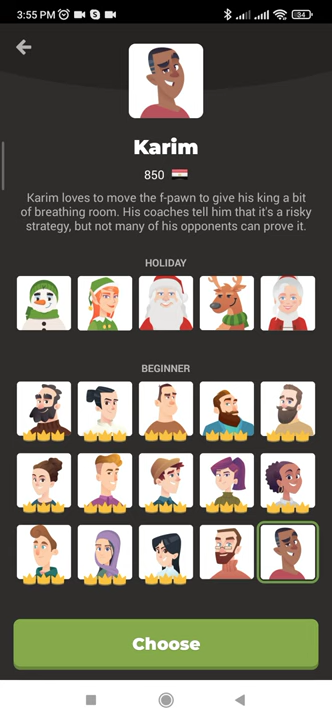 3:55 PM
34
Karim
850
Karim loves to move the f-pawn to give his king a bit
of breathing room. His coaches tell him that it's a risky
strategy, but not many of his opponents can prove it.
HOLIDAY
BEGINNER
Choose